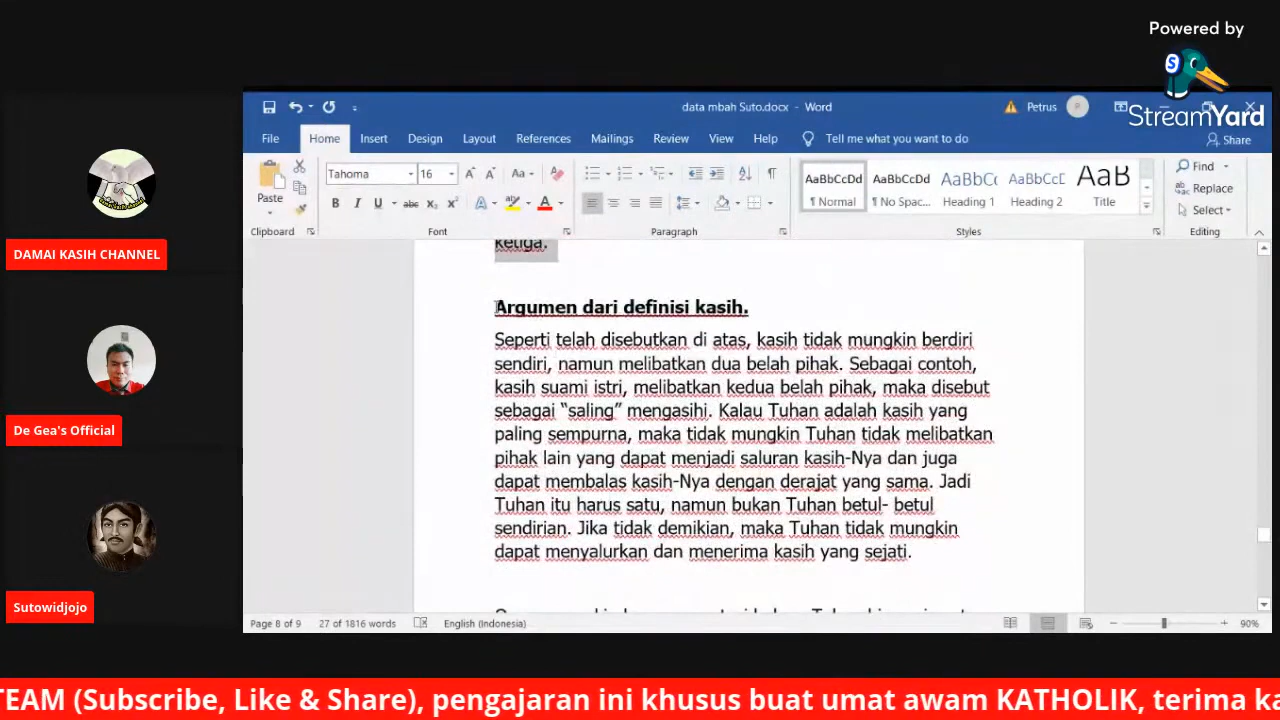 Powered by
StreamYard
data mbah Suto.docx - Word
Petrus
File
Home
Insert
Design
Layout
References
Mailings
Review
View
Help
Tell me what you want to do
Share
Paste
Tahoma
16
Clipboard
Font
Paragraph
AaBbCcDd
¶ Normal
AaBbCcDd
¶ No Spac...
AaBbCc
Heading 1
AaBbCcE
Heading 2
AaB
Title
Styles
Find
Replace
Select
Editing
DAMAI KASIH CHANNEL
De Gea's Official
Sutowidjojo
ketiga.
Argumen dari definisi kasih.
Seperti telah disebutkan di atas, kasih tidak mungkin berdiri
sendiri, namun melibatkan dua belah pihak. Sebagai contoh,
kasih suami istri, melibatkan kedua belah pihak, maka disebut
sebagai “saling” mengasihi. Kalau Tuhan adalah kasih yang
paling sempurna, maka tidak mungkin Tuhan tidak melibatkan
pihak lain yang dapat menjadi saluran kasih-Nya dan juga
dapat membalas kasih-Nya dengan derajat yang sama. Jadi
Tuhan itu harus satu, namun bukan Tuhan betul- betul
sendirian. Jika tidak demikian, maka Tuhan tidak mungkin
dapat menyalurkan dan menerima kasih yang sejati.
Page 8 of 9
27 of 1816 words
English (Indonesia)
90%
TEAM (Subscribe, Like & Share), pengajaran ini khusus buat umat awam KATHOLIK, terima ka